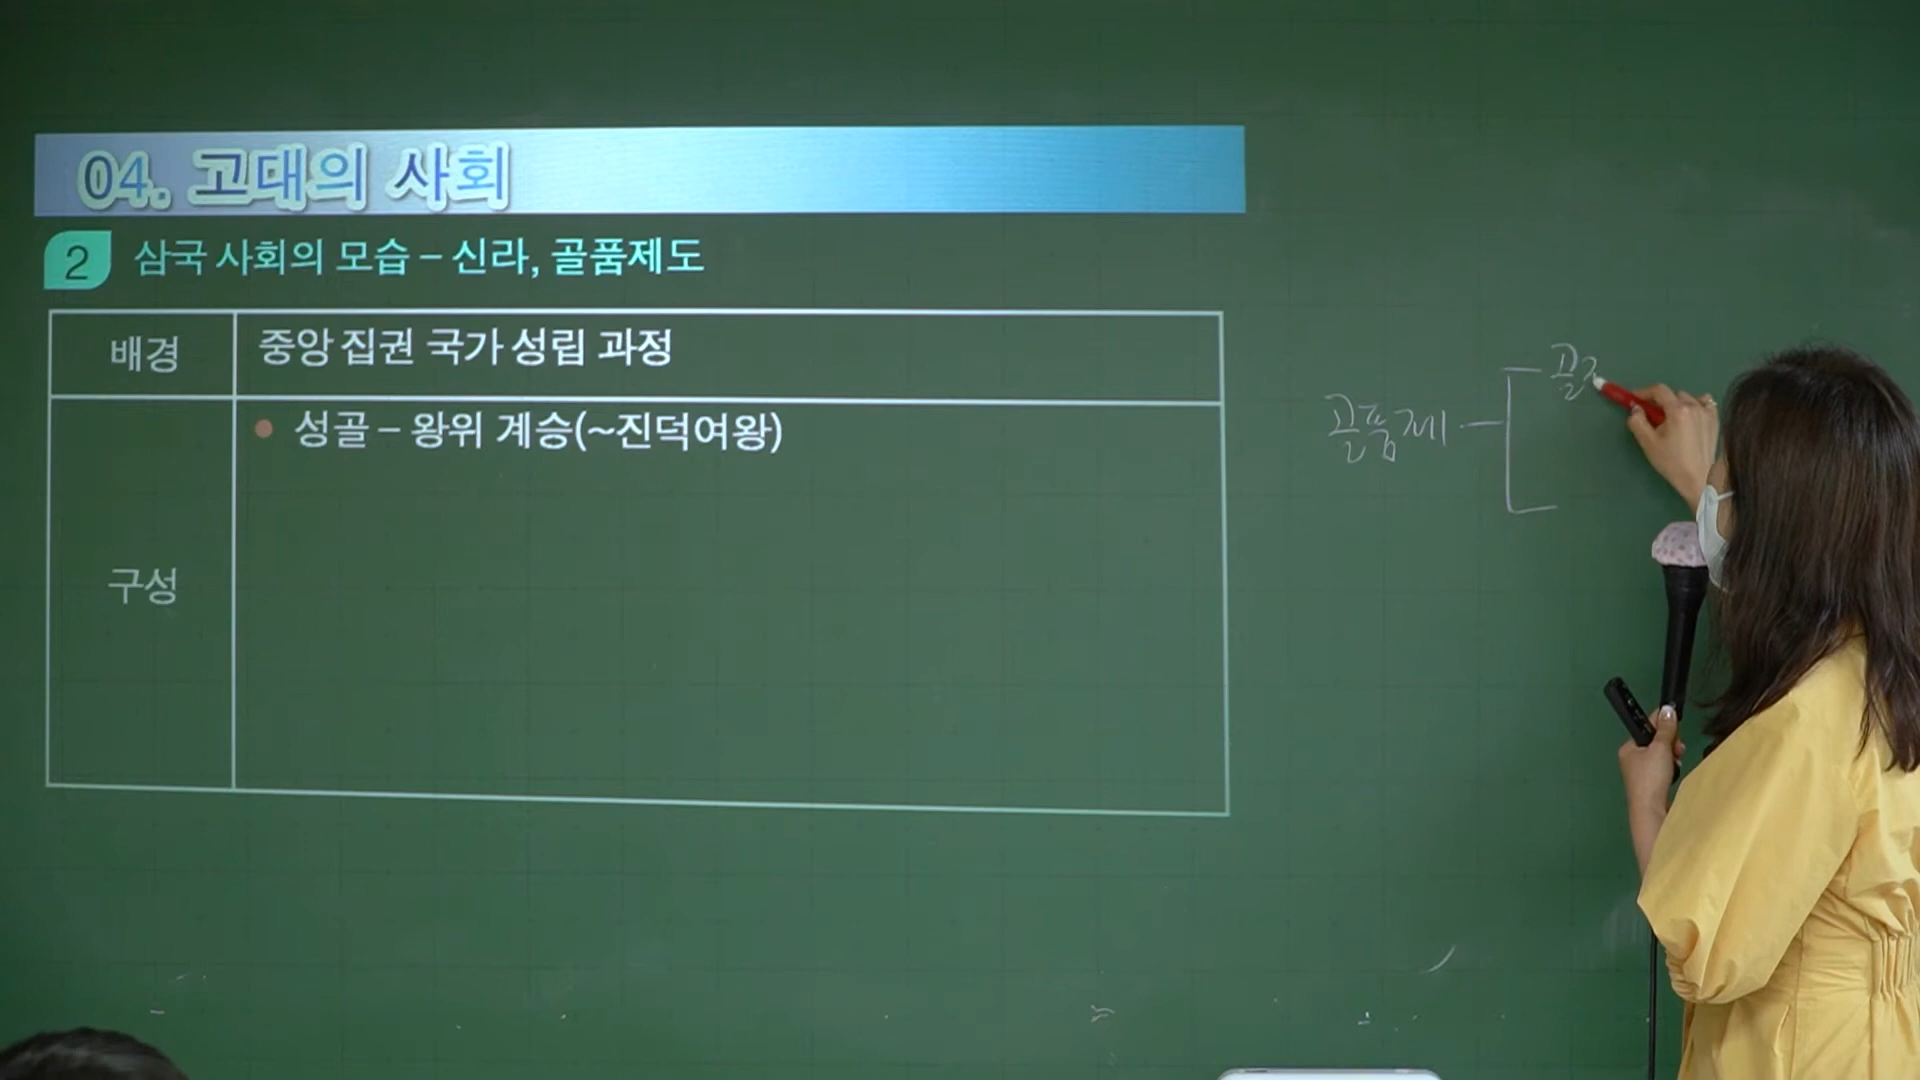 04. 고대의 사회
2 삼국 사회의 모습 – 신라, 골품제도
배경
중앙 집권 국가 성립 과정
구성
● 성골 – 왕위 계승(~진덕여왕)
골품제
골